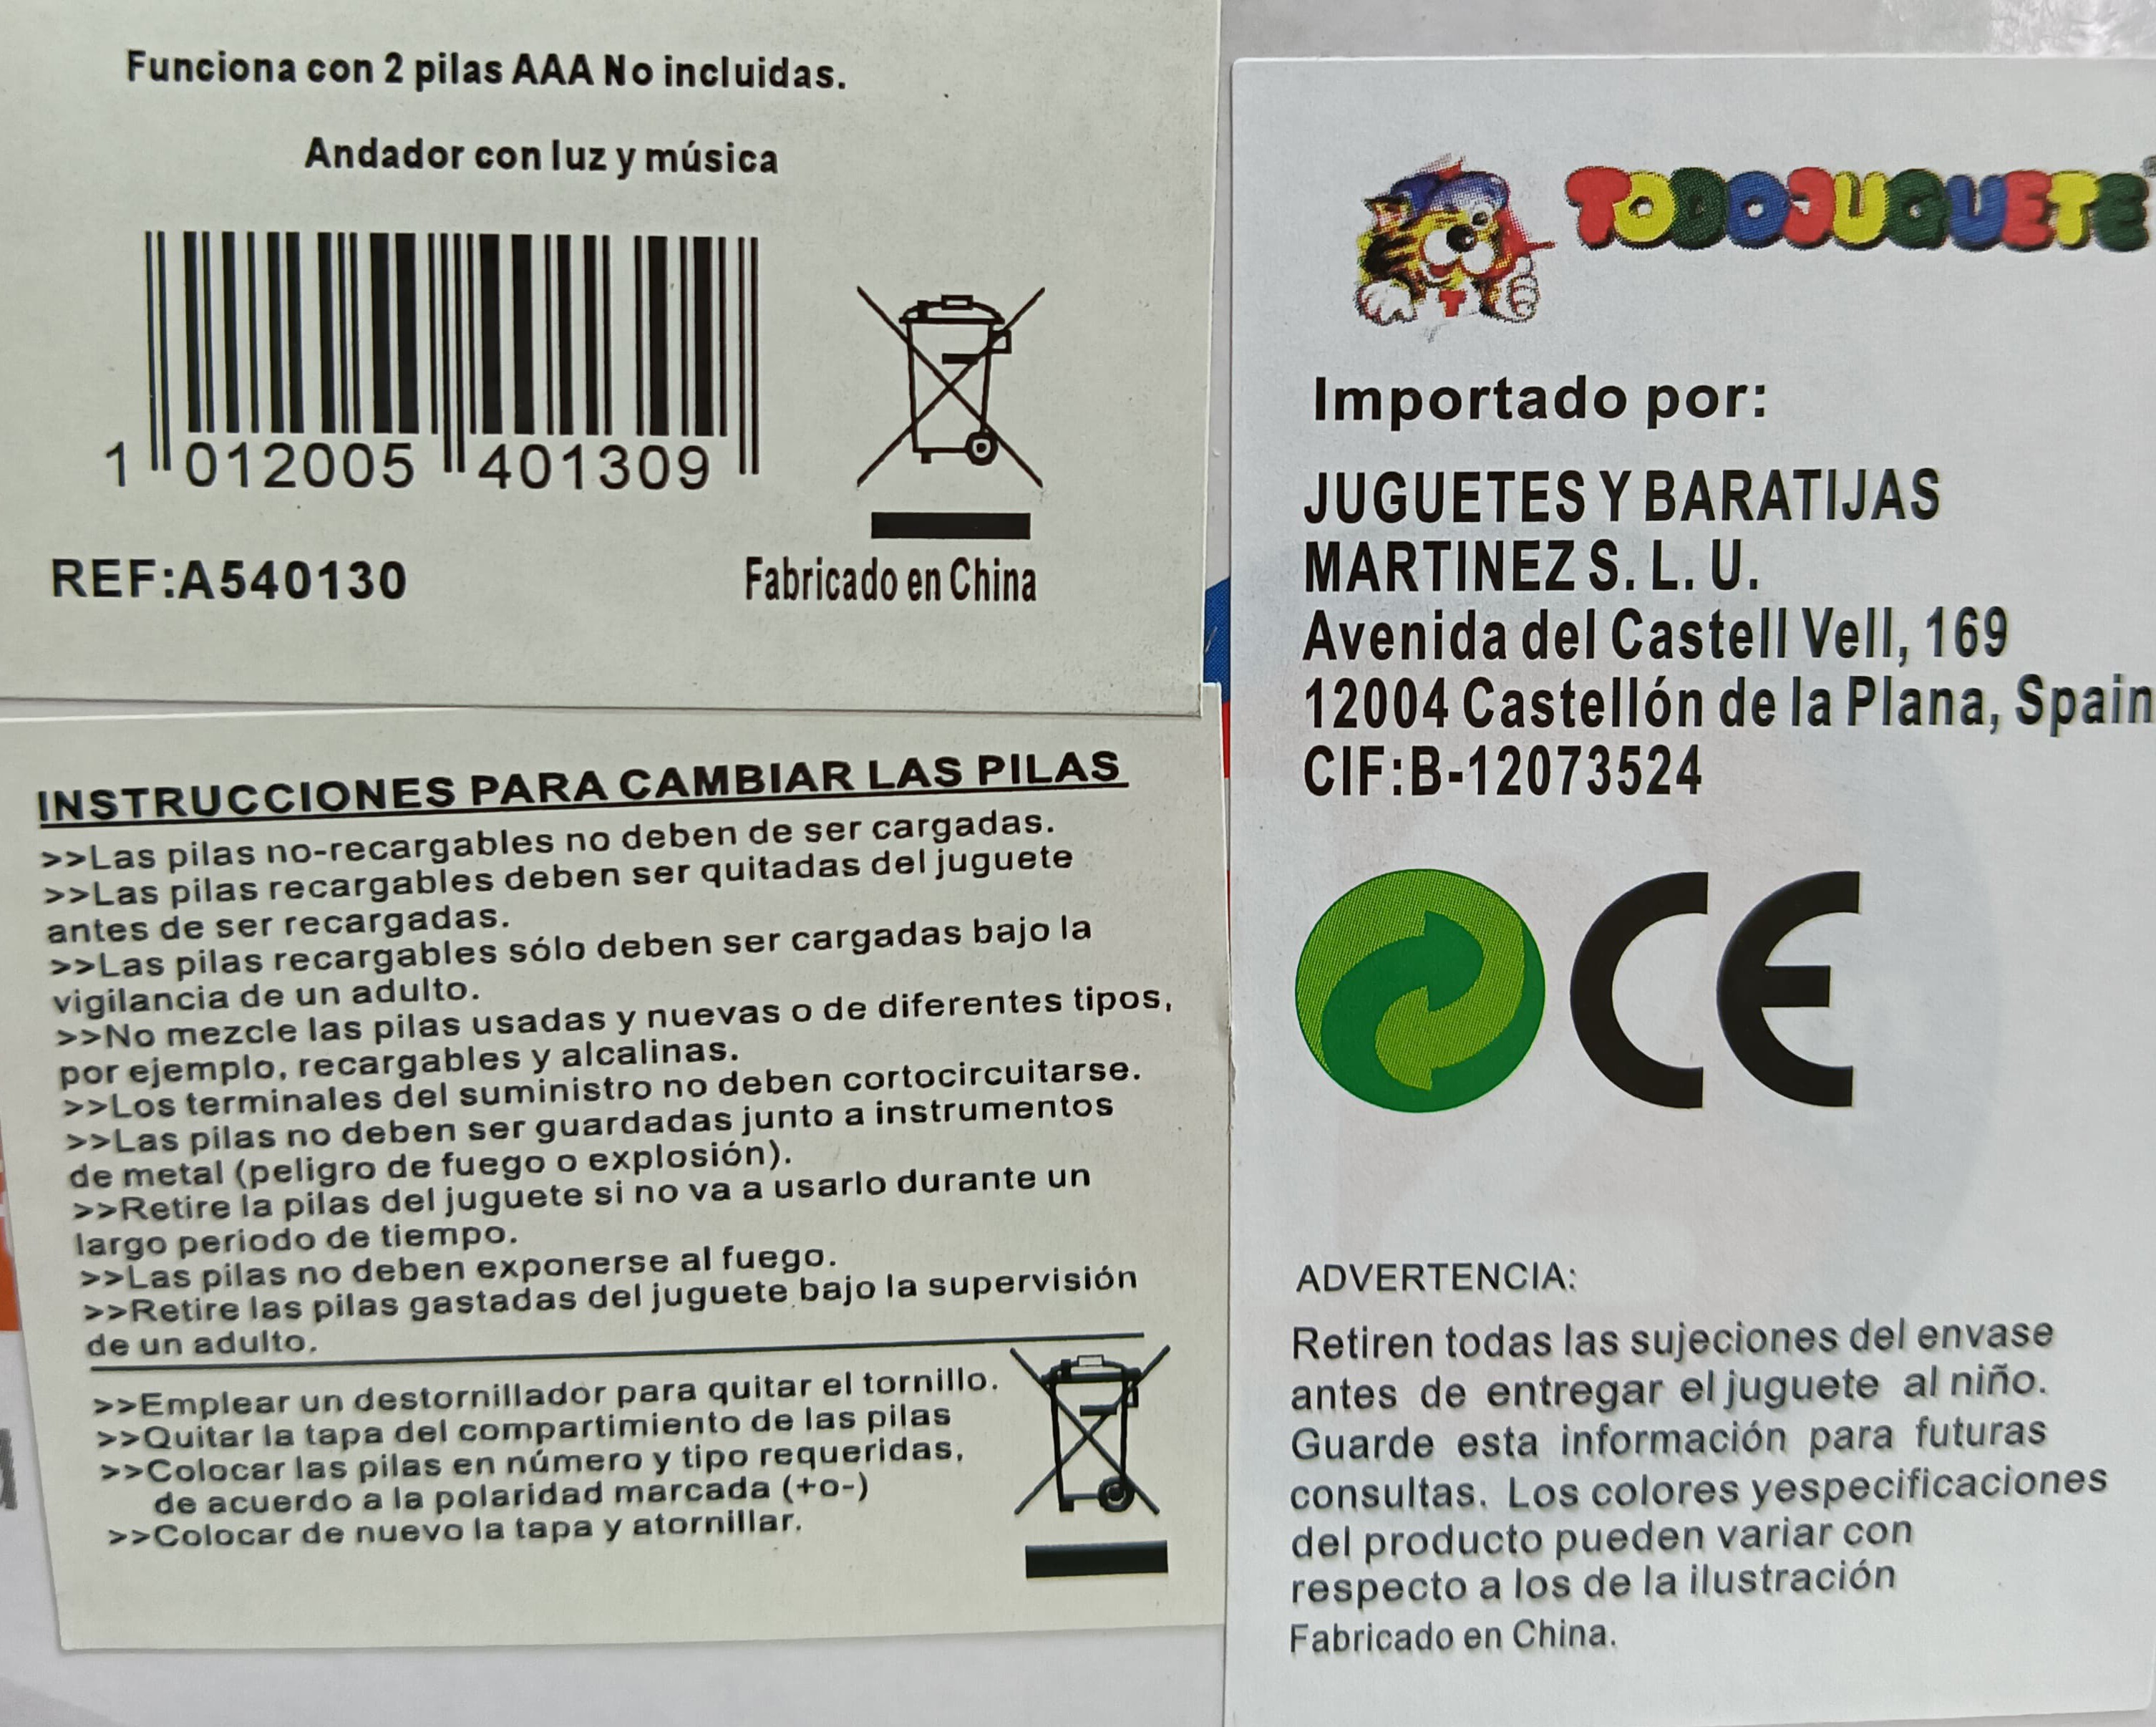 Funciona con 2 pilas AAA No incluidas.
Andador con luz y música
1 012005 401309
REF:A540130
Fabricado en China
INSTRUCCIONES PARA CAMBIAR LAS PILAS
>>Las pilas no-recargables no deben de ser cargadas.
>>Las pilas recargables deben ser quitadas del juguete
antes de ser recargadas.
>>Las pilas recargables sólo deben ser cargadas bajo la
vigilancia de un adulto.
>>No mezcle las pilas usadas y nuevas o de diferentes tipos,
por ejemplo, recargables y alcalinas.
>>Los terminales del suministro no deben cortocircuitarse.
>>Las pilas no deben ser guardadas junto a instrumentos
de metal (peligro de fuego o explosión).
>>Retire la pilas del juguete si no va a usarlo durante un
largo periodo de tiempo.
>>Las pilas no deben exponerse al fuego.
>>Retire las pilas gastadas del juguete bajo la supervisión
de un adulto.
>>Emplear un destornillador para quitar el tornillo.
>>Quitar la tapa del compartimiento de las pilas
>>Colocar las pilas en número y tipo requeridas,
de acuerdo a la polaridad marcada (+o-)
>>Colocar de nuevo la tapa y atornillar.
TODOJUGUETE
Importado por:
JUGUETES Y BARATIJAS
MARTINEZ S. L. U.
Avenida del Castell Vell, 169
12004 Castellón de la Plana, Spain
CIF:B-12073524
CE
ADVERTENCIA:
Retiren todas las sujeciones del envase
antes de entregar el juguete al niño.
Guarde esta información para futuras
consultas. Los colores yespecificaciones
del producto pueden variar con
respecto a los de la ilustración
Fabricado en China.